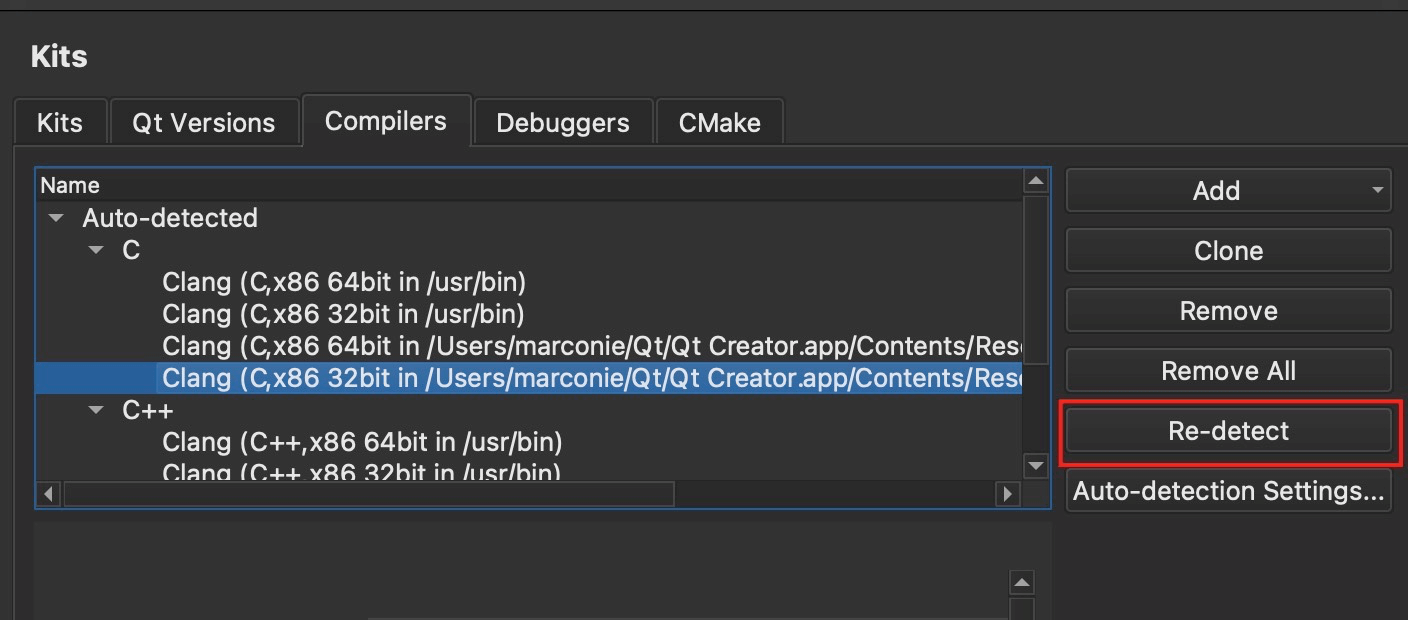 Kits
Kits Qt Versions Compilers Debuggers CMake
Name
Auto-detected
C
Clang (C,x86 64bit in /usr/bin)
Clang (C,x86 32bit in /usr/bin)
Clang (C,x86 64bit in /Users/marconie/Qt/Qt Creator.app/Contents/Res
Clang (C,x86 32bit in /Users/marconie/Qt/Qt Creator.app/Contents/Res
C++
Clang (C++,x86 64bit in /usr/bin)
Clang (C++,x86 32bit in /usr/bin)
Add
Clone
Remove
Remove All
Re-detect
Auto-detection Settings...